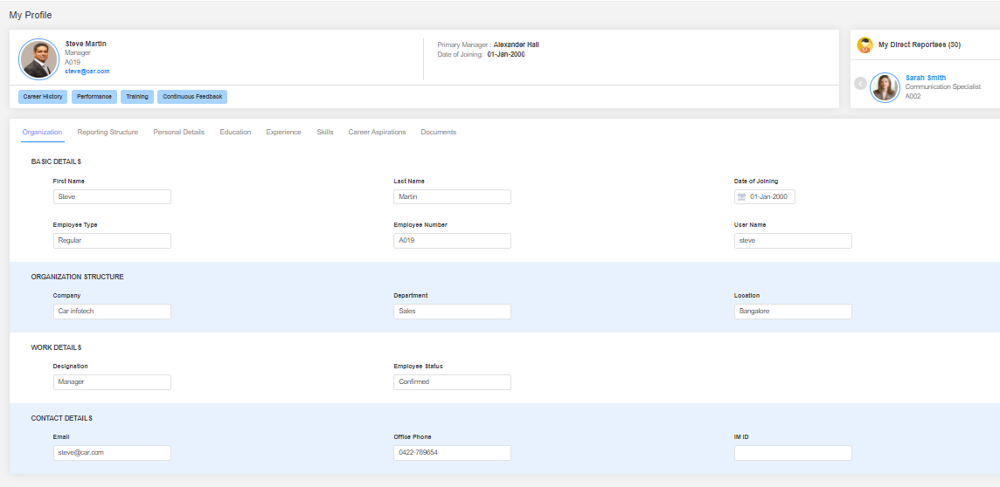 My Profile
Steve Martin
Manager
A019
steve@car.com
Primary Manager : Alexander Hall
Date of Joining: 01-Jan-2000
Career History Performance Training Continuous Feedback
My Direct Reportees (30)
Sarah Smith
Communication Specialist
A002
Organization Reporting Structure Personal Details Education Experience Skills Career Aspirations Documents
BASIC DETAILS
First Name Last Name Date of Joining
Steve Martin 01-Jan-2000
Employee Type Employee Number User Name
Regular A019 steve
ORGANIZATION STRUCTURE
Company Department Location
Car infotech Sales Bangalore
WORK DETAILS
Designation Employee Status
Manager Confirmed
CONTACT DETAILS
Email Office Phone IM ID
steve@car.com 0422-789654